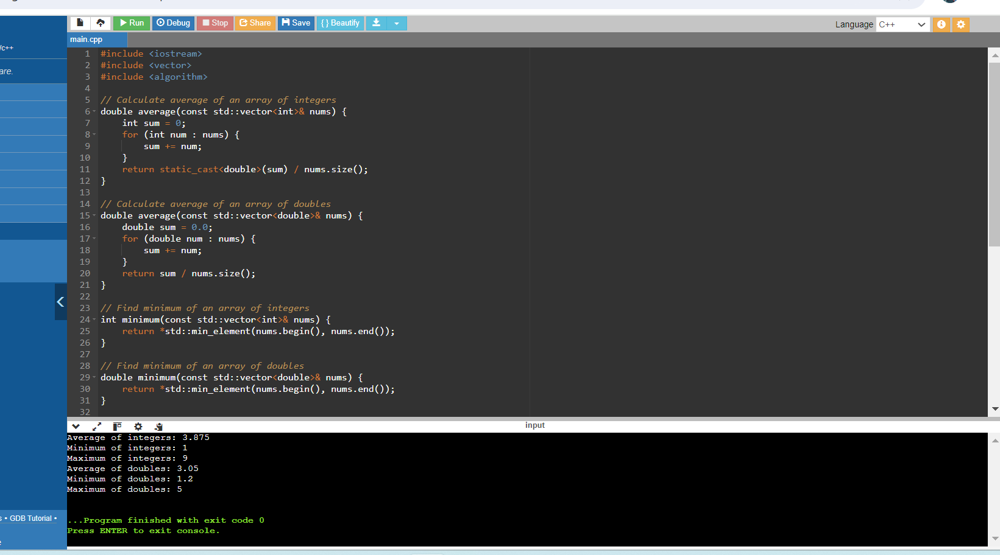 Run Debug Stop Share Save { } Beautify
Language C++
main.cpp
/c++
are.
1 #include <iostream>
2 #include <vector>
3 #include <algorithm>
4
5 // Calculate average of an array of integers
6 double average(const std::vector<int>& nums) {
7 int sum = 0;
8 for (int num : nums) {
9 sum += num;
10 }
11 return static_cast<double>(sum) / nums.size();
12 }
13
14 // Calculate average of an array of doubles
15 double average(const std::vector<double>& nums) {
16 double sum = 0.0;
17 for (double num : nums) {
18 sum += num;
19 }
20 return sum / nums.size();
21 }
22
23 // Find minimum of an array of integers
24 int minimum(const std::vector<int>& nums) {
25 return *std::min_element(nums.begin(), nums.end());
26 }
27
28 // Find minimum of an array of doubles
29 double minimum(const std::vector<double>& nums) {
30 return *std::min_element(nums.begin(), nums.end());
31 }
32
input
Average of integers: 3.875
Minimum of integers: 1
Maximum of integers: 9
Average of doubles: 3.05
Minimum of doubles: 1.2
Maximum of doubles: 5
...Program finished with exit code 0
Press ENTER to exit console.
s • GDB Tutorial •
e